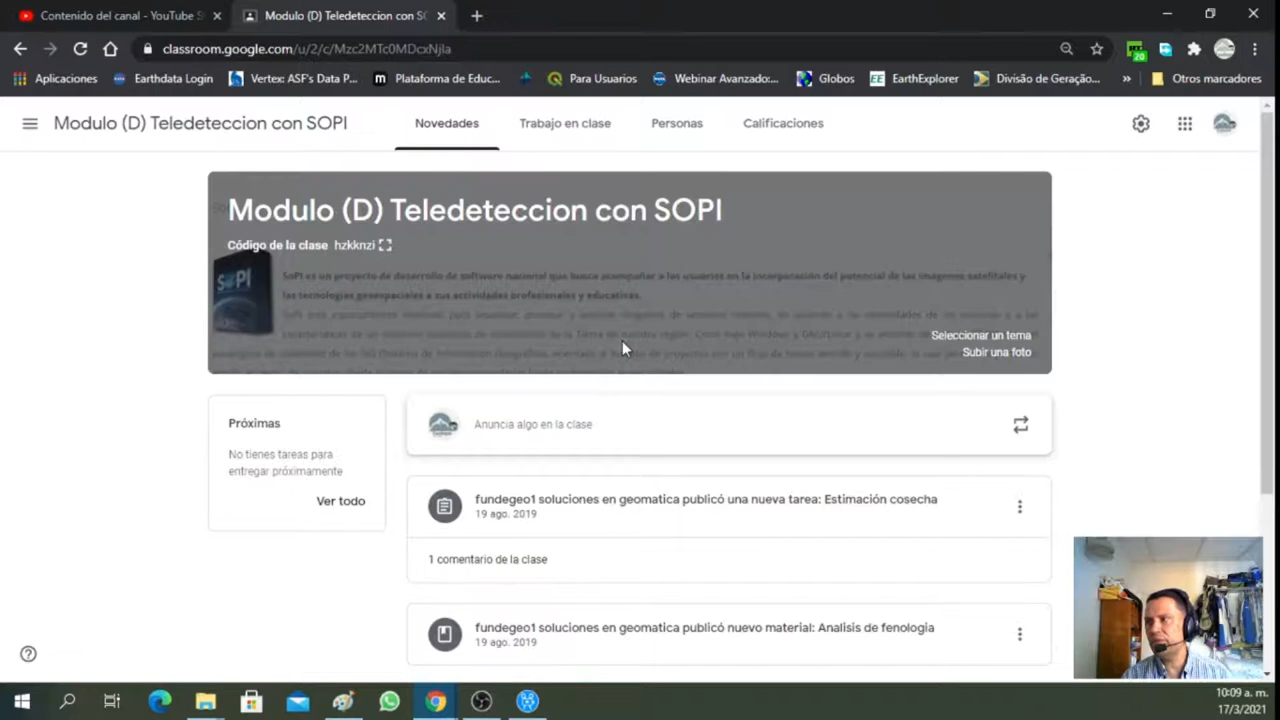 Contenido del canal - YouTube S
Modulo (D) Teledeteccion con SO
classroom.google.com/u/2/c/Mzc2MTc0MDcxNjla
20
Aplicaciones
Earthdata Login
Vertex: ASF's Data P...
Plataforma de Educ...
Para Usuarios
Webinar Avanzado:...
Globos
EarthExplorer
Divisão de Geração...
»
Otros marcadores
Modulo (D) Teledeteccion con SOPI
Novedades
Trabajo en clase
Personas
Calificaciones
Modulo (D) Teledeteccion con SOPI
Código de la clase hzkknzi
SoPI
SoPI es un proyecto de desarrollo de software nacional que busca acompañar a los usuarios en la incorporación del potencial de las imágenes satelitales y
las tecnologías geoespaciales a sus actividades profesionales y educativas.
Seleccionar un tema
Subir una foto
Próximas
No tienes tareas para
entregar próximamente
Ver todo
Anuncia algo en la clase
fundegeo1 soluciones en geomatica publicó una nueva tarea: Estimación cosecha
19 ago. 2019
1 comentario de la clase
fundegeo1 soluciones en geomatica publicó nuevo material: Analisis de fenologia
19 ago. 2019
10:09 a. m.
17/3/2021